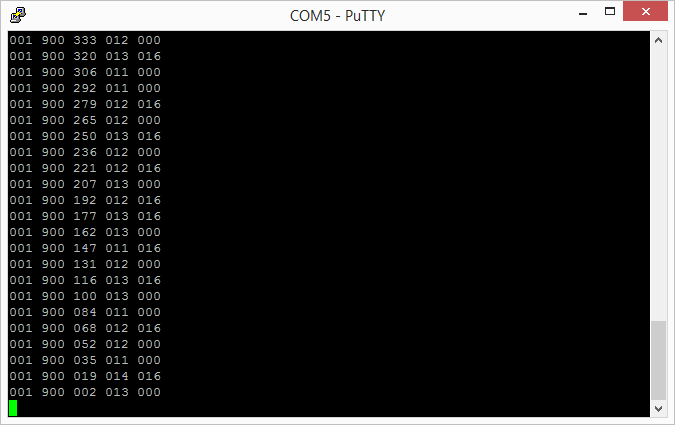 COM5 - PuTTY
001 900 333 012 000
001 900 320 013 016
001 900 306 011 000
001 900 292 011 000
001 900 279 012 016
001 900 265 012 000
001 900 250 013 016
001 900 236 012 000
001 900 221 012 016
001 900 207 013 000
001 900 192 012 016
001 900 177 013 016
001 900 162 013 000
001 900 147 011 016
001 900 131 012 000
001 900 116 013 016
001 900 100 013 000
001 900 084 011 000
001 900 068 012 016
001 900 052 012 000
001 900 035 011 000
001 900 019 014 016
001 900 002 013 000